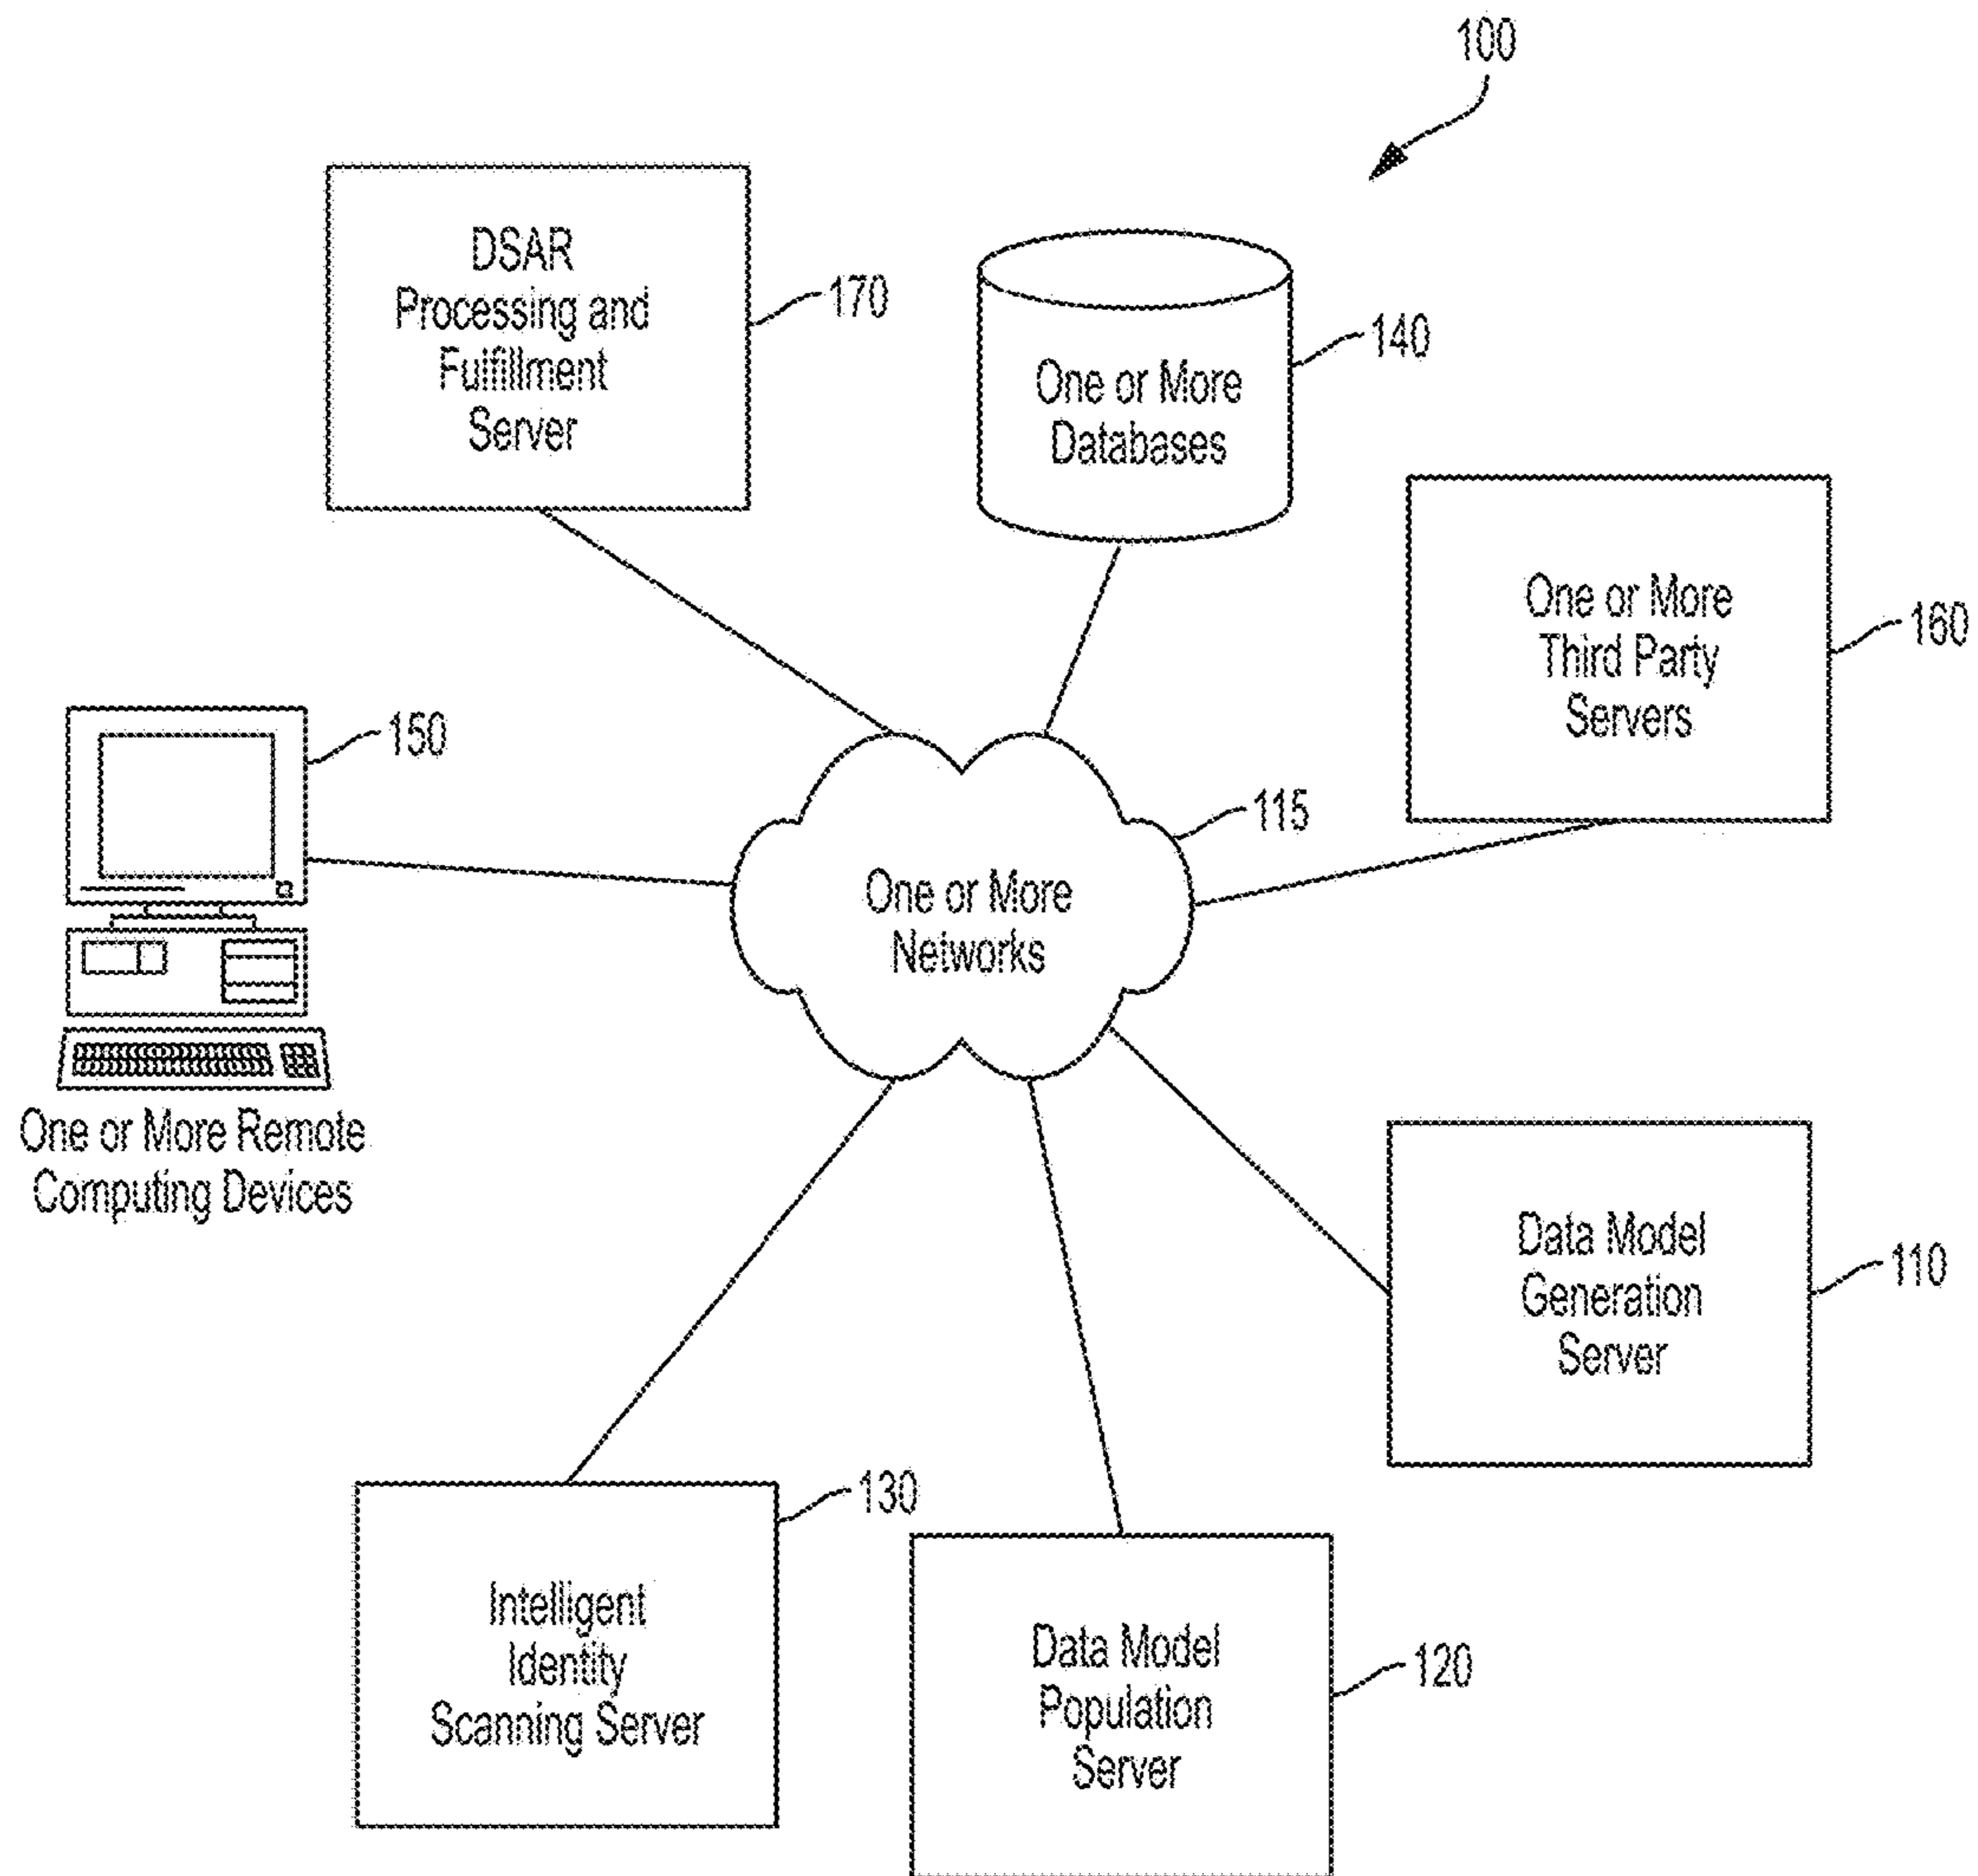 100
DSAR
Processing and
Fulfillment
Server
170
One or More
Databases
140
One or More
Third Party
Servers
160
150
One or More Remote
Computing Devices
115
One or More
Networks
Data Model
Generation
Server
110
Intelligent
Identity
Scanning Server
130
Data Model
Population
Server
120